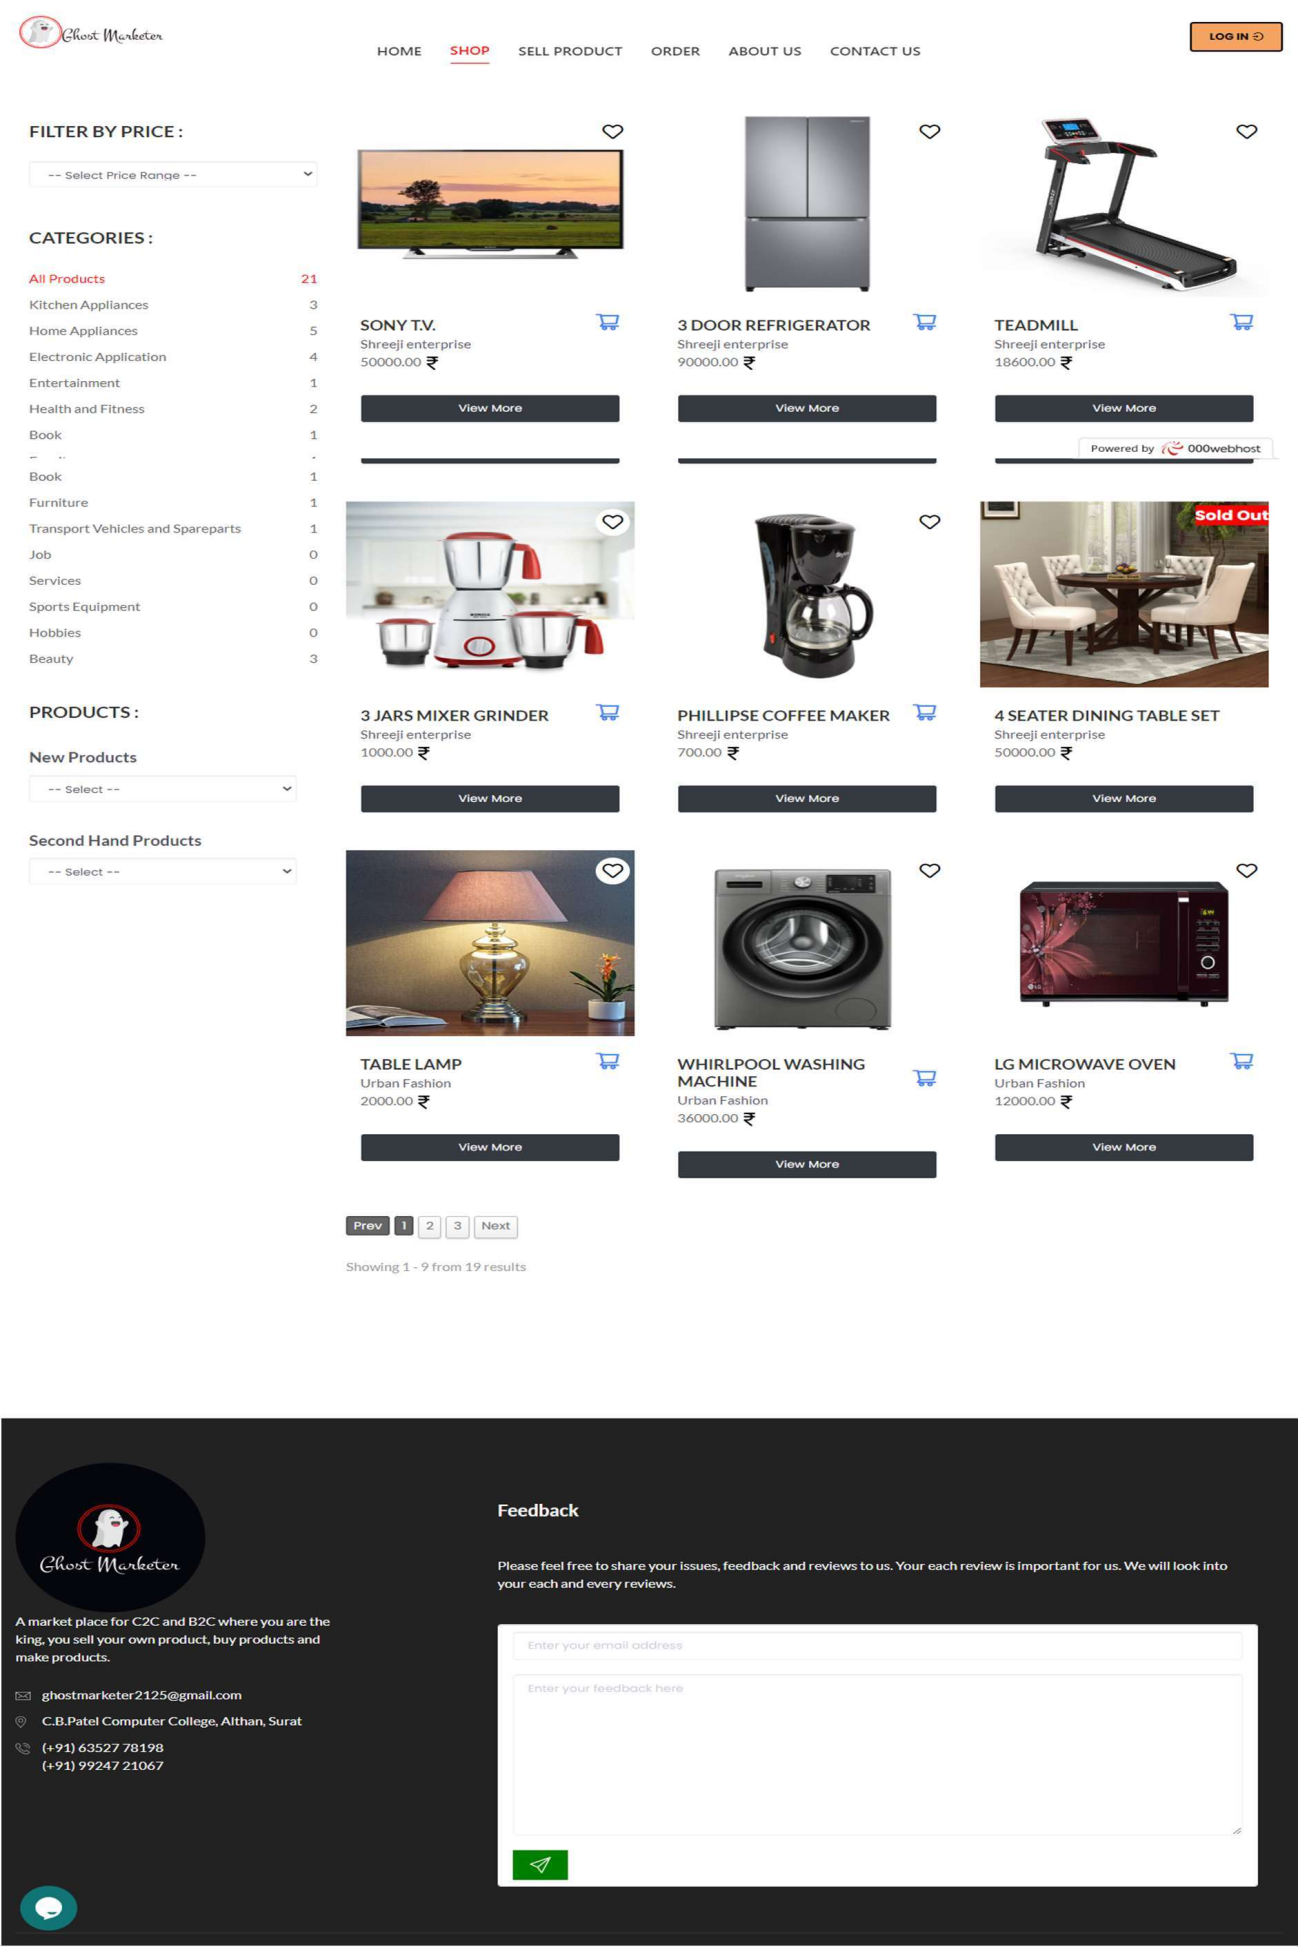 Ghost Marketer
HOME SHOP SELL PRODUCT ORDER ABOUT US CONTACT US
LOG IN
FILTER BY PRICE :
-- Select Price Range --
CATEGORIES :
All Products 21
Kitchen Appliances 3
Home Appliances 5
Electronic Application 4
Entertainment 1
Health and Fitness 2
Book 1
Book 1
Furniture 1
Transport Vehicles and Spareparts 1
Job 0
Services 0
Sports Equipment 0
Hobbies 0
Beauty 3
PRODUCTS :
New Products
-- Select --
Second Hand Products
-- Select --
SONY T.V.
Shreeji enterprise
50000.00 ₹
View More
3 DOOR REFRIGERATOR
Shreeji enterprise
90000.00 ₹
View More
TEADMILL
Shreeji enterprise
18600.00 ₹
View More
Powered by 000webhost
3 JARS MIXER GRINDER
Shreeji enterprise
1000.00 ₹
View More
PHILLIPSE COFFEE MAKER
Shreeji enterprise
700.00 ₹
View More
Sold Out
4 SEATER DINING TABLE SET
Shreeji enterprise
50000.00 ₹
View More
TABLE LAMP
Urban Fashion
2000.00 ₹
View More
WHIRLPOOL WASHING
MACHINE
Urban Fashion
36000.00 ₹
View More
LG
LG MICROWAVE OVEN
Urban Fashion
12000.00 ₹
View More
Prev 1 2 3 Next
Showing 1 - 9 from 19 results
Ghost Marketer
A market place for C2C and B2C where you are the
king, you sell your own product, buy products and
make products.
ghostmarketer2125@gmail.com
C.B.Patel Computer College, Althan, Surat
(+91) 63527 78198
(+91) 99247 21067
Feedback
Please feel free to share your issues, feedback and reviews to us. Your each review is important for us. We will look into
your each and every reviews.
Enter your email address
Enter your feedback here